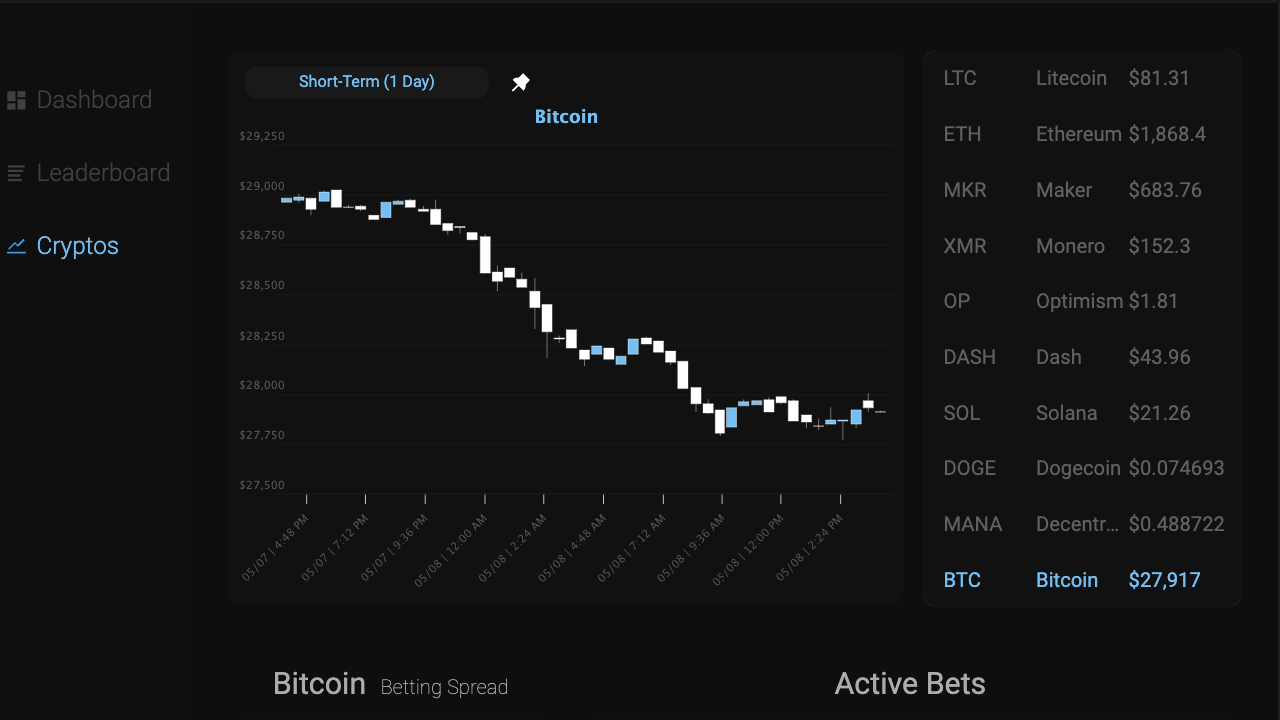 Dashboard
Leaderboard
Cryptos
Short-Term (1 Day)
Bitcoin
$29,250
$29,000
$28,750
$28,500
$28,250
$28,000
$27,750
$27,500
05/07 | 4:48 PM
05/07 | 7:12 PM
05/07 | 9:36 PM
05/08 | 12:00 AM
05/08 | 2:24 AM
05/08 | 4:48 AM
05/08 | 7:12 AM
05/08 | 9:36 AM
05/08 | 12:00 PM
05/08 | 2:24 PM
LTC Litecoin $81.31
ETH Ethereum $1,868.4
MKR Maker $683.76
XMR Monero $152.3
OP Optimism $1.81
DASH Dash $43.96
SOL Solana $21.26
DOGE Dogecoin $0.074693
MANA Decentr... $0.488722
BTC Bitcoin $27,917
Bitcoin Betting Spread
Active Bets